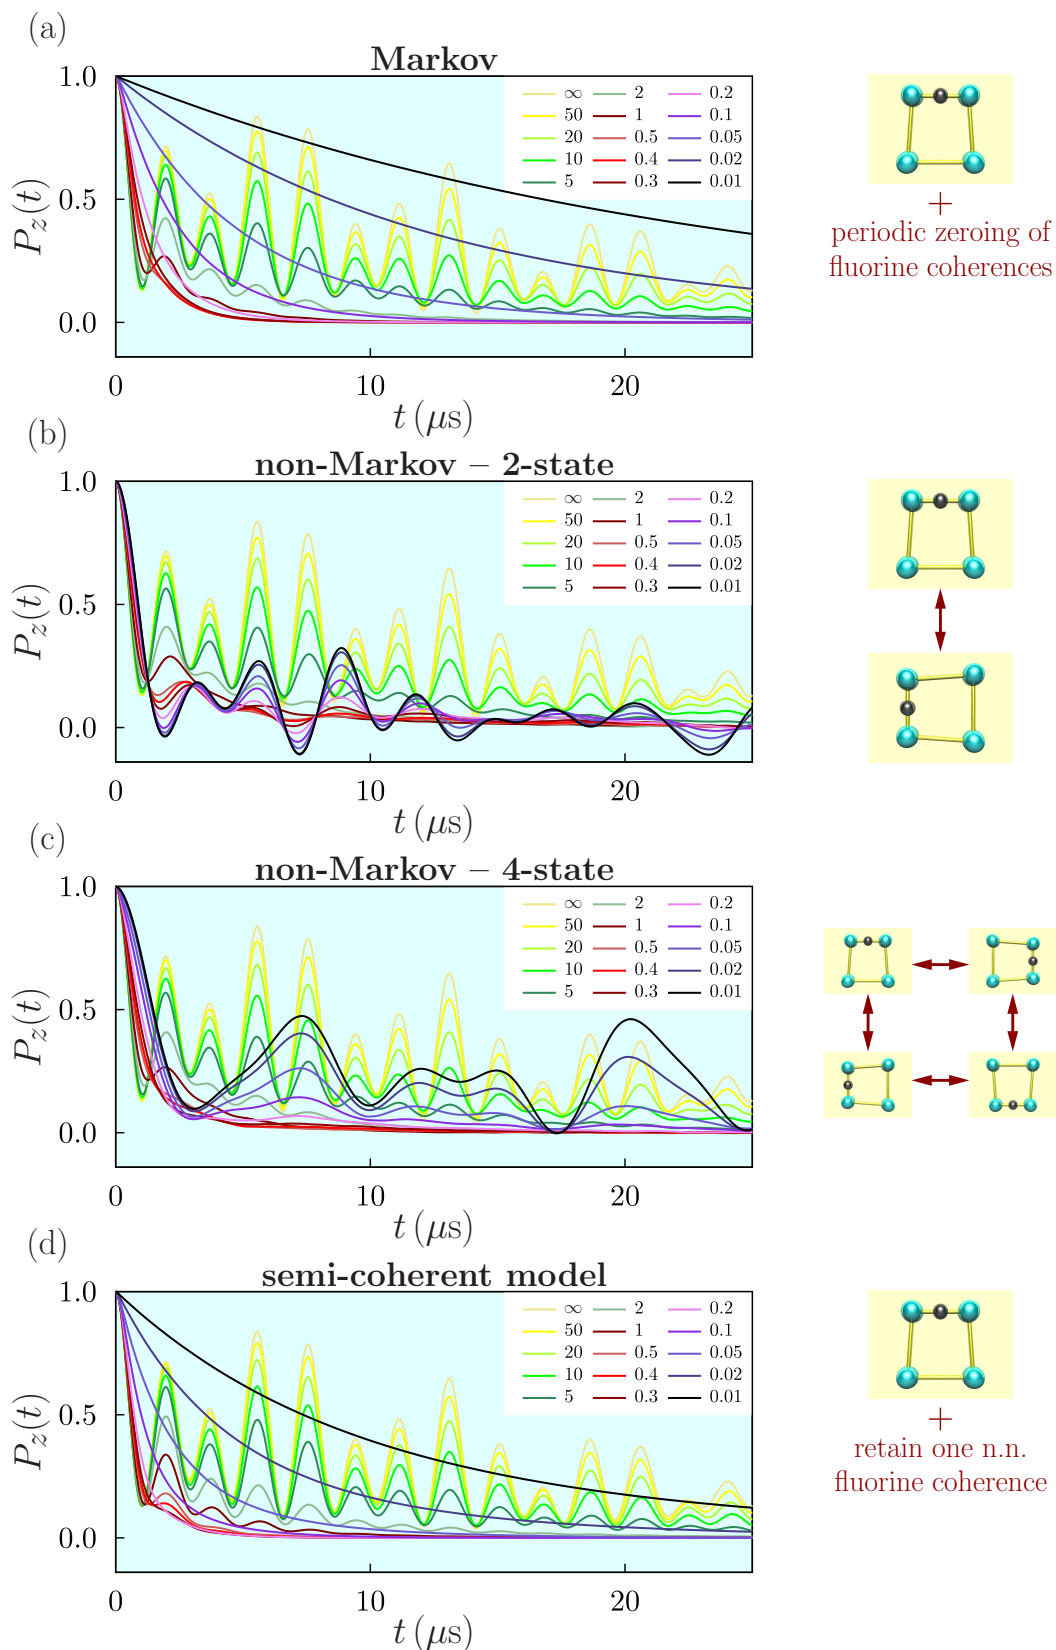 (a)
Markov
1.0
0.5
0.0
P_z(t)
∞ 2 0.2
50 1 0.1
20 0.5 0.05
10 0.4 0.02
5 0.3 0.01
0 10 20
t (μs)
+
periodic zeroing of
fluorine coherences
(b)
non-Markov – 2-state
1.0
0.5
0.0
P_z(t)
∞ 2 0.2
50 1 0.1
20 0.5 0.05
10 0.4 0.02
5 0.3 0.01
0 10 20
t (μs)
(c)
non-Markov – 4-state
1.0
0.5
0.0
P_z(t)
∞ 2 0.2
50 1 0.1
20 0.5 0.05
10 0.4 0.02
5 0.3 0.01
0 10 20
t (μs)
(d)
semi-coherent model
1.0
0.5
0.0
P_z(t)
∞ 2 0.2
50 1 0.1
20 0.5 0.05
10 0.4 0.02
5 0.3 0.01
0 10 20
t (μs)
+
retain one n.n.
fluorine coherence